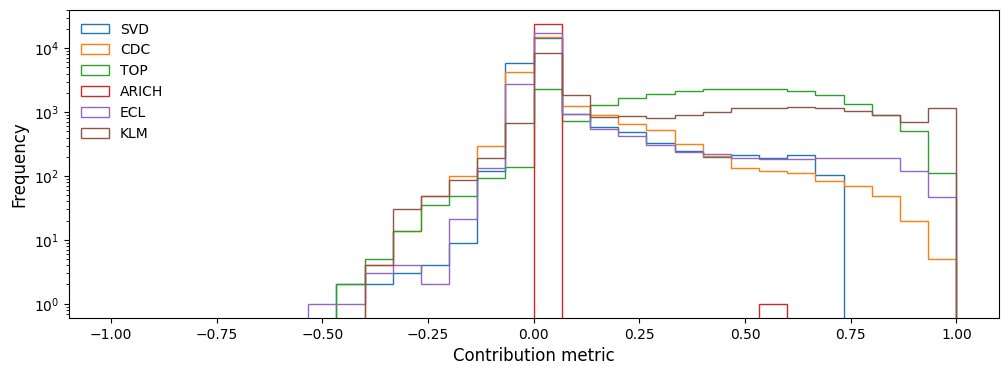 SVD
CDC
TOP
ARICH
ECL
KLM
Frequency
10⁴
10³
10²
10¹
10⁰
−1.00 −0.75 −0.50 −0.25 0.00 0.25 0.50 0.75 1.00
Contribution metric